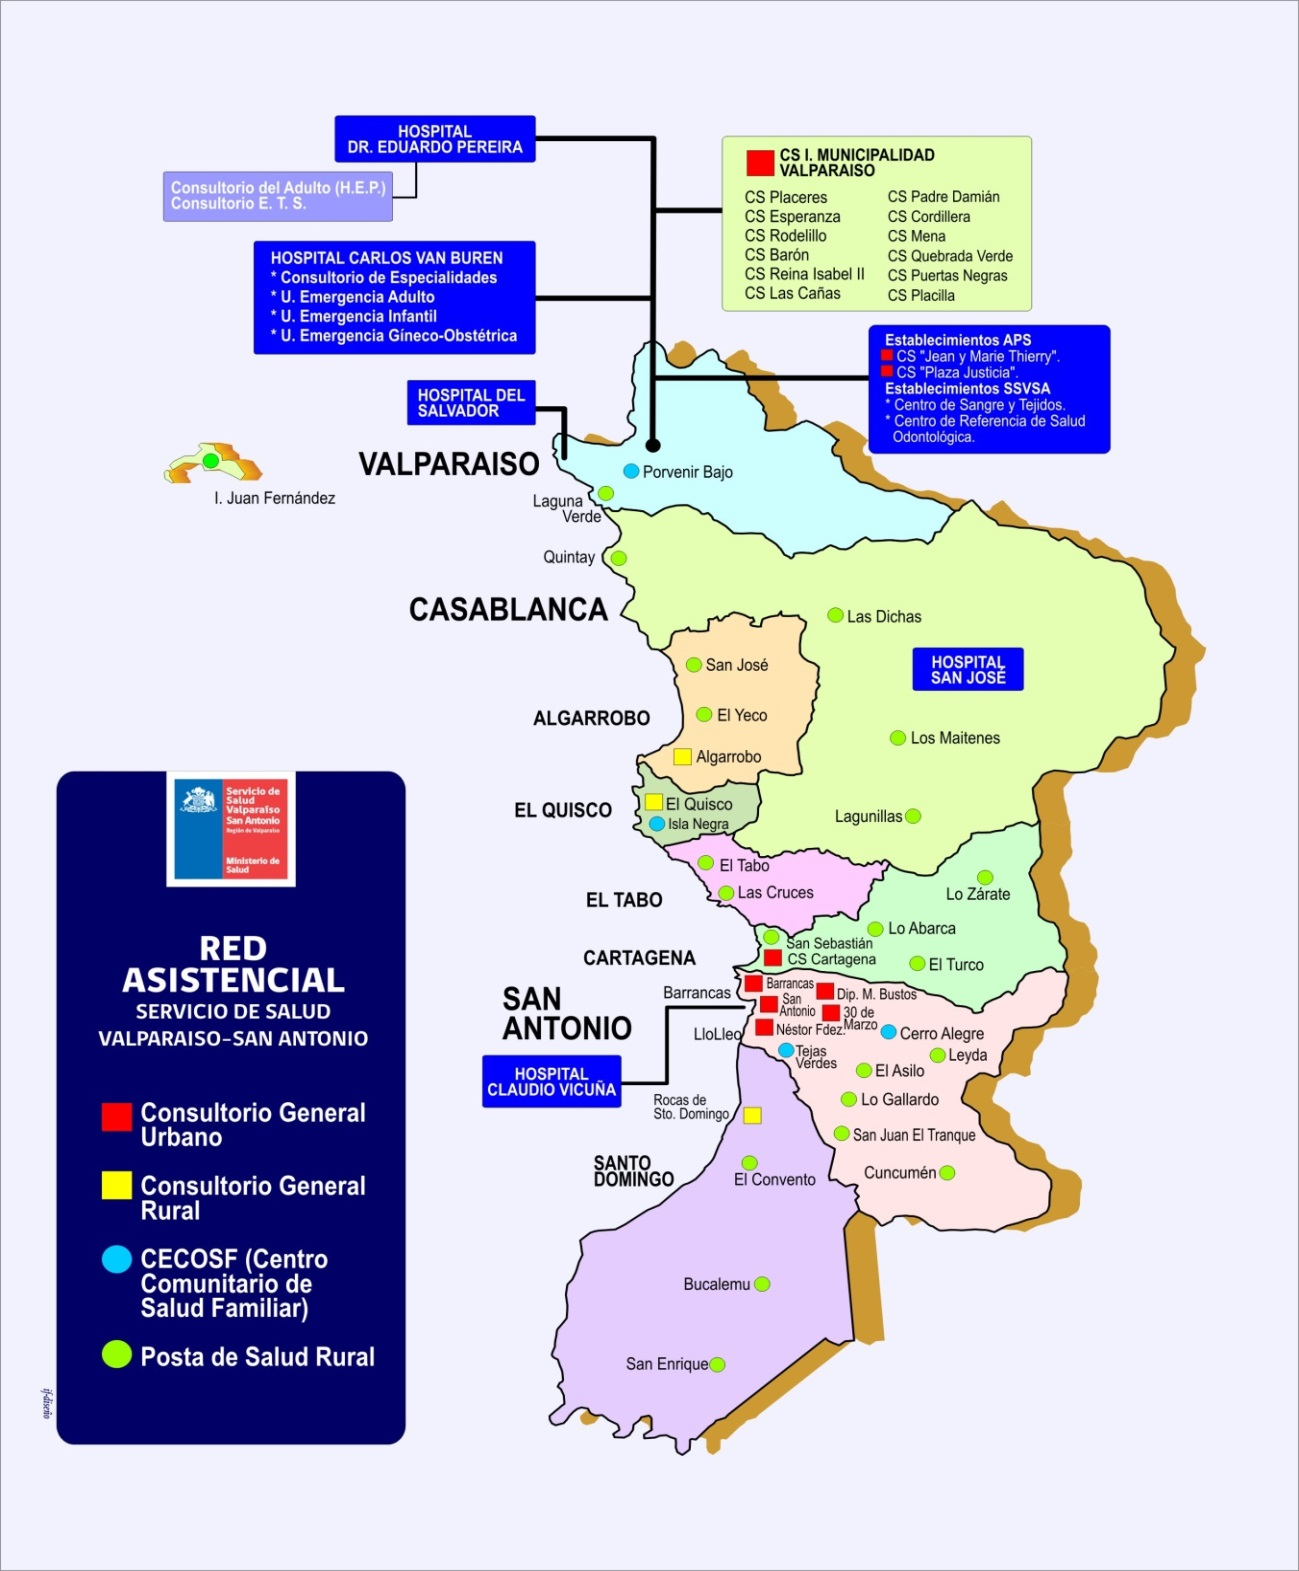 HOSPITAL
DR. EDUARDO PEREIRA
Consultorio del Adulto (H.E.P.)
Consultorio E. T. S.
HOSPITAL CARLOS VAN BUREN
* Consultorio de Especialidades
* U. Emergencia Adulto
* U. Emergencia Infantil
* U. Emergencia Gíneco-Obstétrica
HOSPITAL DEL
SALVADOR
CS I. MUNICIPALIDAD
VALPARAISO
CS Placeres
CS Esperanza
CS Rodelillo
CS Barón
CS Reina Isabel II
CS Las Cañas
CS Padre Damián
CS Cordillera
CS Mena
CS Quebrada Verde
CS Puertas Negras
CS Placilla
Establecimientos APS
CS "Jean y Marie Thierry".
CS "Plaza Justicia".
Establecimientos SSVSA
* Centro de Sangre y Tejidos.
* Centro de Referencia de Salud
Odontológica.
I. Juan Fernández
VALPARAISO
Porvenir Bajo
Laguna
Verde
Quintay
CASABLANCA
Las Dichas
HOSPITAL
SAN JOSÉ
Los Maitenes
Lagunillas
San José
El Yeco
ALGARROBO
Algarrobo
EL QUISCO
El Quisco
Isla Negra
El Tabo
Las Cruces
EL TABO
Lo Zárate
Lo Abarca
El Turco
San Sebastián
CS Cartagena
CARTAGENA
SAN
ANTONIO
Barrancas
LloLleo
Barrancas
San
Antonio
Néstor Fdez.
Dip. M. Bustos
30 de
Marzo
Cerro Alegre
Tejas
Verdes
Leyda
El Asilo
Lo Gallardo
San Juan El Tranque
Cuncumén
HOSPITAL
CLAUDIO VICUÑA
Rocas de
Sto. Domingo
SANTO
DOMINGO
El Convento
Bucalemu
San Enrique
Servicio de
Salud
Valparaíso
San Antonio
Región de Valparaíso
Ministerio de
Salud
RED
ASISTENCIAL
SERVICIO DE SALUD
VALPARAISO-SAN ANTONIO
Consultorio General
Urbano
Consultorio General
Rural
CECOSF (Centro
Comunitario de
Salud Familiar)
Posta de Salud Rural